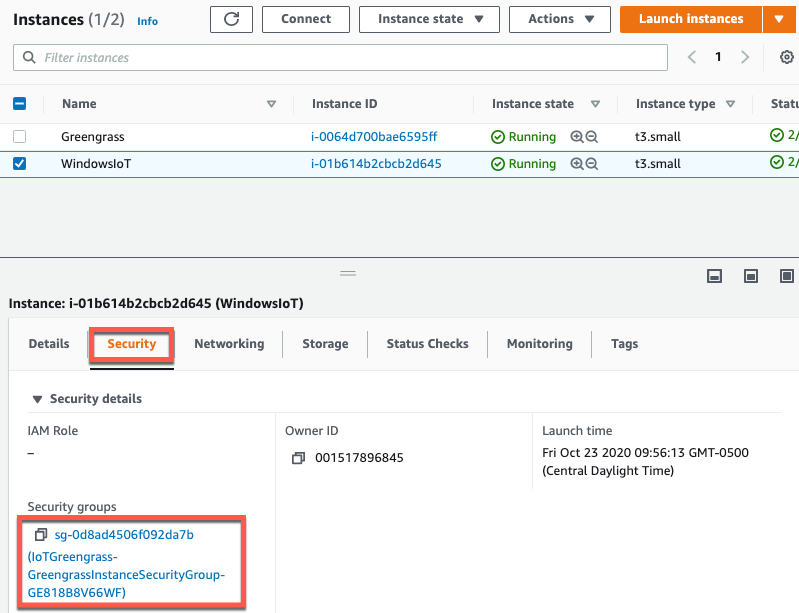 Instances (1/2) Info Connect Instance state Actions Launch instances
Filter instances 1
Name Instance ID Instance state Instance type Statu
Greengrass i-0064d700bae6595ff Running t3.small 2/
WindowsIoT i-01b614b2cbcb2d645 Running t3.small 2/
Instance: i-01b614b2cbcb2d645 (WindowsIoT)
Details Security Networking Storage Status Checks Monitoring Tags
Security details
IAM Role Owner ID Launch time
– 001517896845 Fri Oct 23 2020 09:56:13 GMT-0500
(Central Daylight Time)
Security groups
sg-0d8ad4506f092da7b
(IoTGreengrass-
GreengrassInstanceSecurityGroup-
GE818B8V66WF)